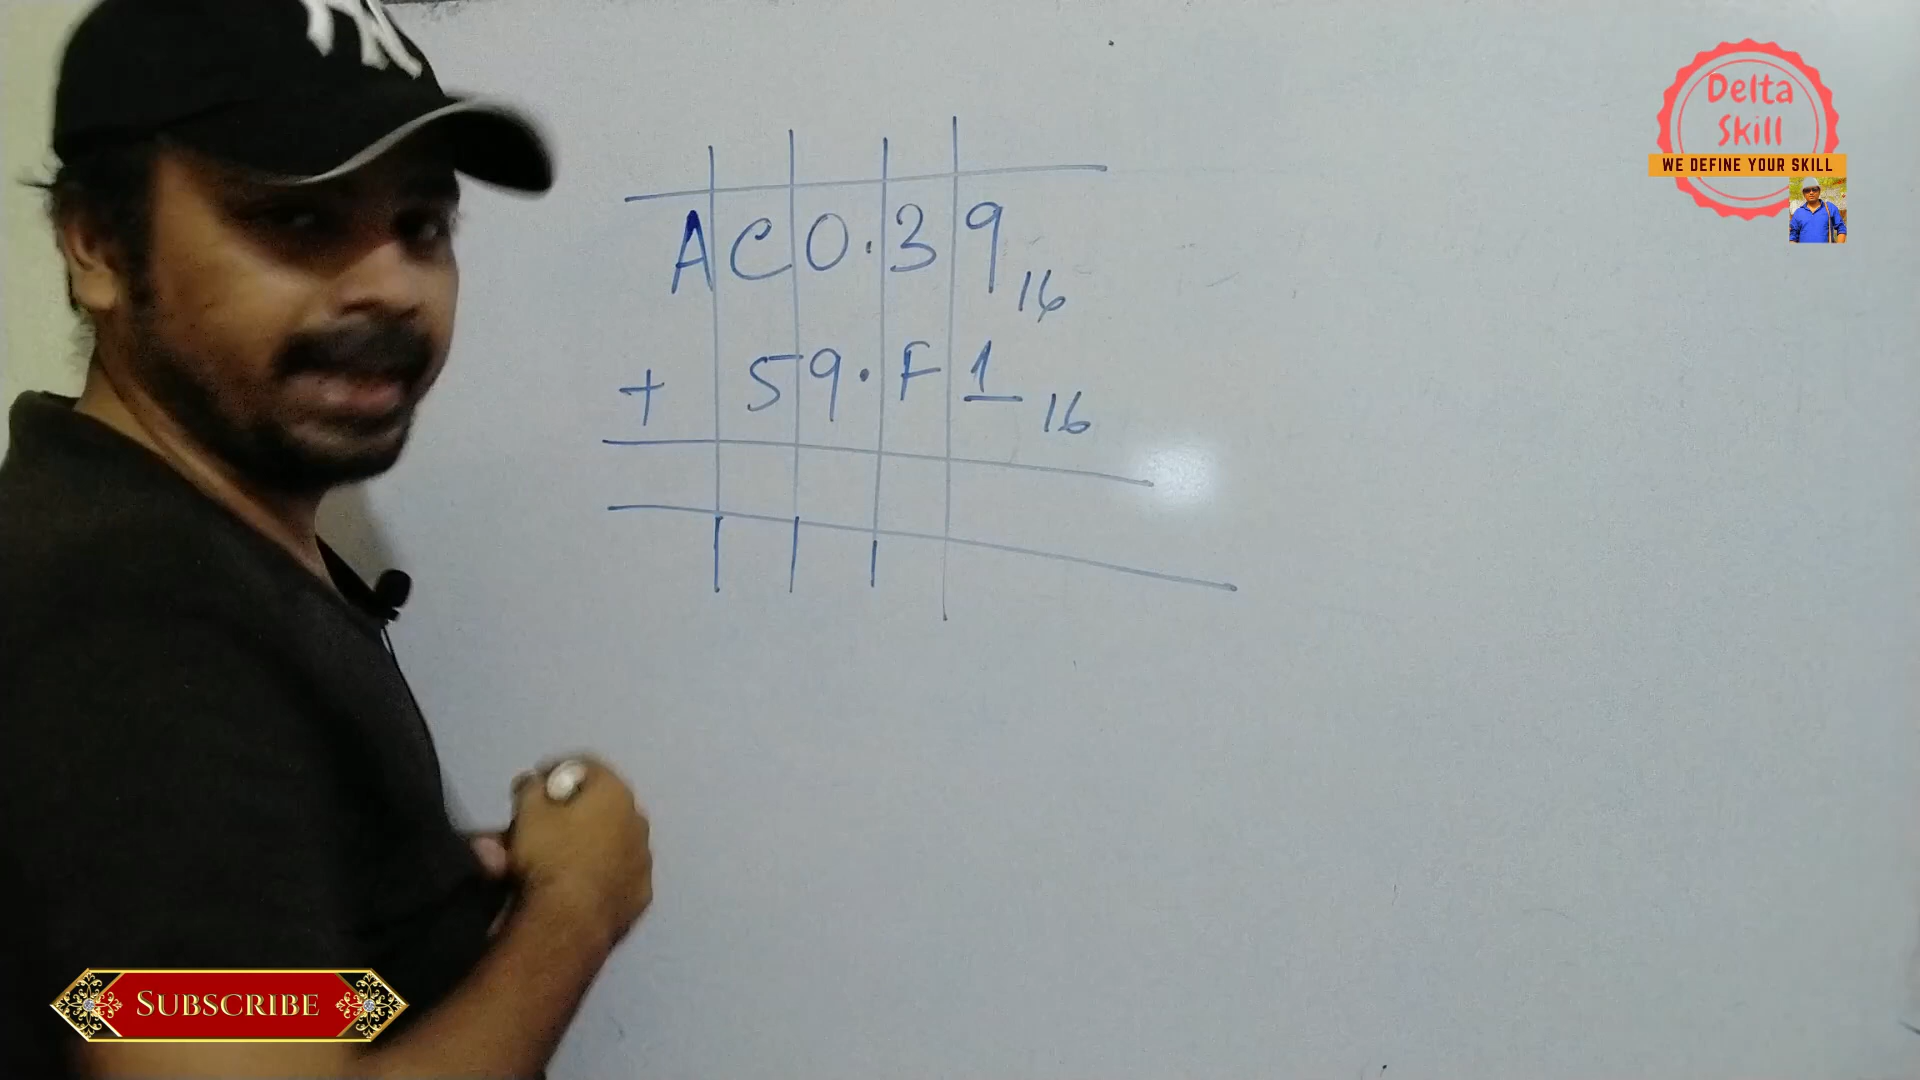 Delta
Skill
WE DEFINE YOUR SKILL
AC0.39 16
+ 59.F1 16
SUBSCRIBE